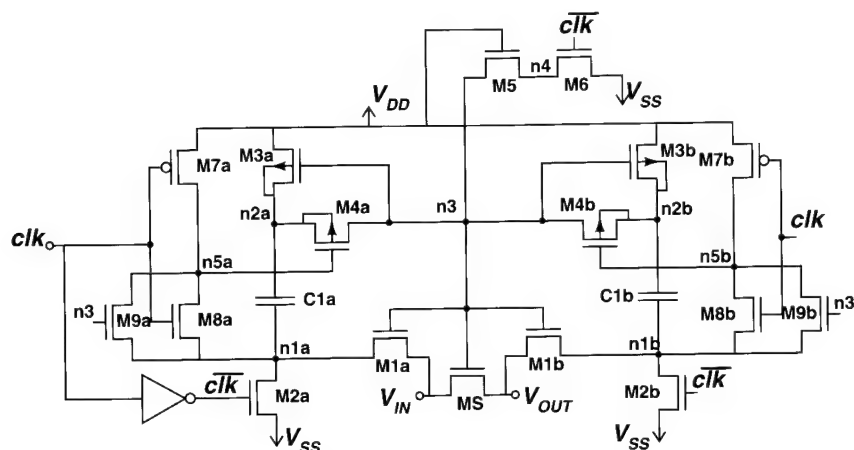 clk
M5
n4
M6
VSS
VDD
M7a
M3a
M3b
M7b
n2a
M4a
n3
M4b
n2b
clk
clk
n5a
n5b
n3
M9a
M8a
C1a
C1b
M8b
M9b
n3
n1a
M1a
M1b
n1b
clk
M2a
VIN
MS
VOUT
M2b
clk
VSS
VSS